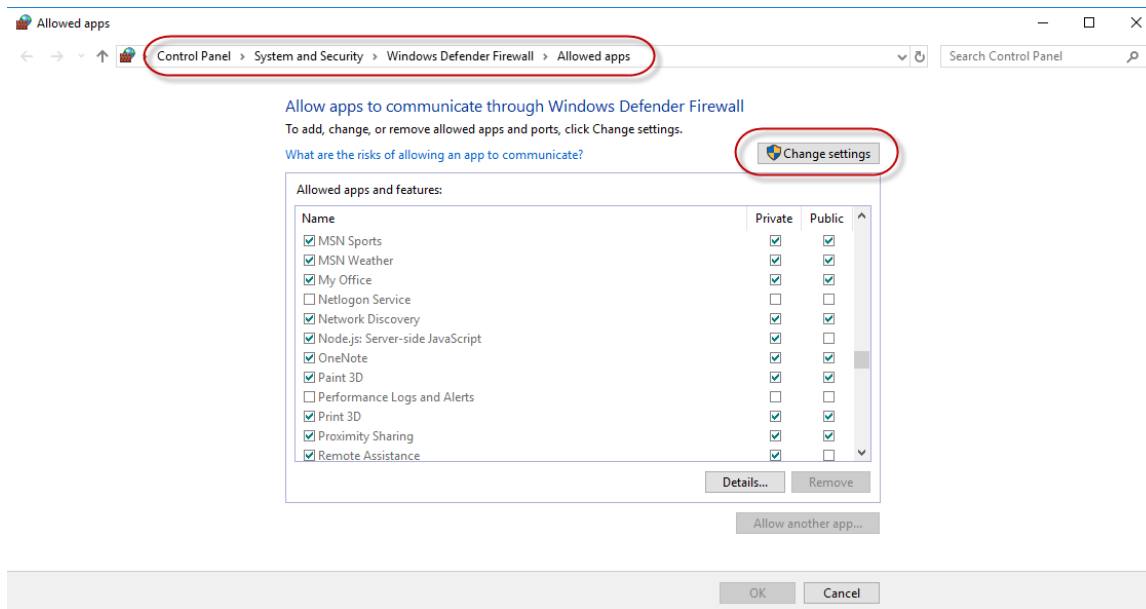 Allowed apps
Control Panel > System and Security > Windows Defender Firewall > Allowed apps
Search Control Panel
Allow apps to communicate through Windows Defender Firewall
To add, change, or remove allowed apps and ports, click Change settings.
What are the risks of allowing an app to communicate?
Change settings
Allowed apps and features:
Name Private Public
MSN Sports
MSN Weather
My Office
Netlogon Service
Network Discovery
Node.js: Server-side JavaScript
OneNote
Paint 3D
Performance Logs and Alerts
Print 3D
Proximity Sharing
Remote Assistance
Details... Remove
Allow another app...
OK Cancel